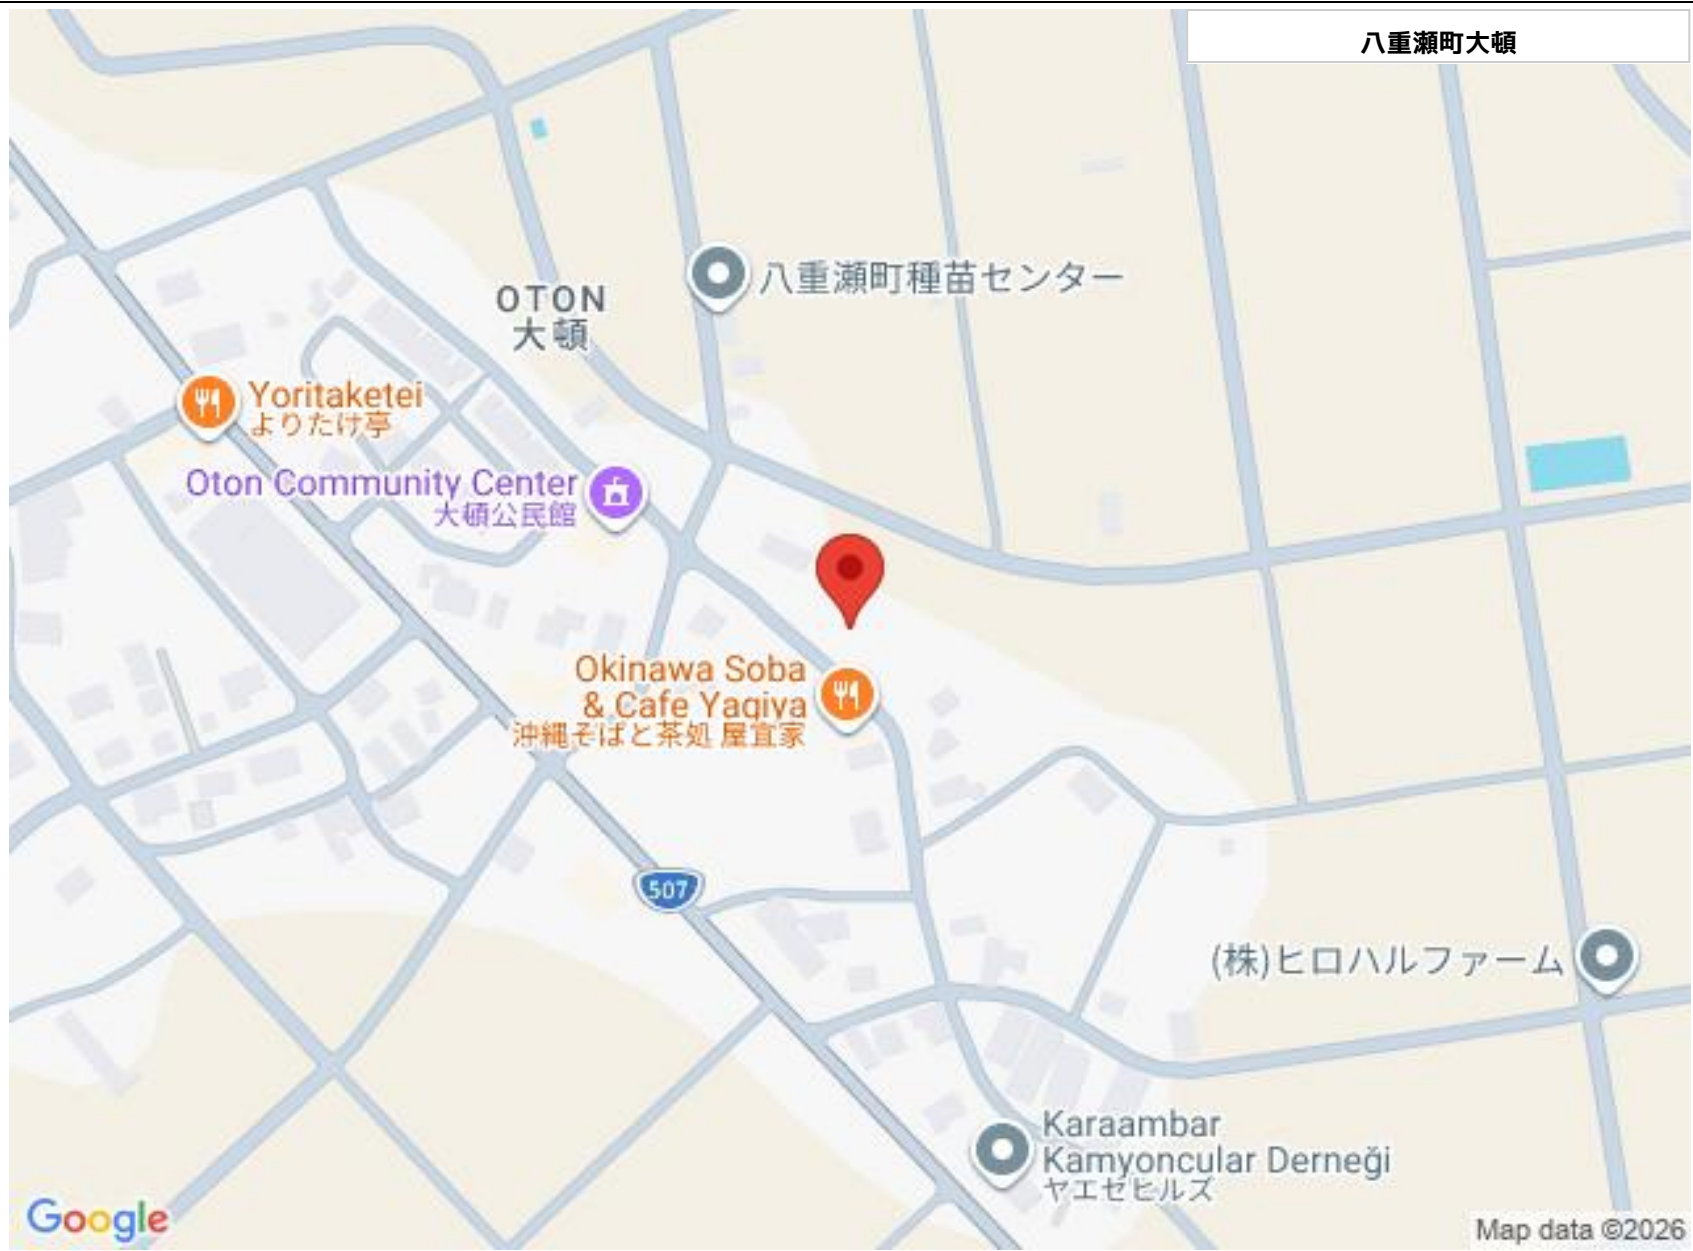 八重瀬町大頓
八重瀬町種苗センター
OTON
大頓
Yoritaketei
よりたけ亭
Oton Community Center
大頓公民館
Okinawa Soba
& Cafe Yagiya
沖縄そばと茶処 屋宜家
507
(株)ヒロハルファーム
Karaambar
Kamyoncular Derneği
ヤエセヒルズ
Google
Map data ©2026